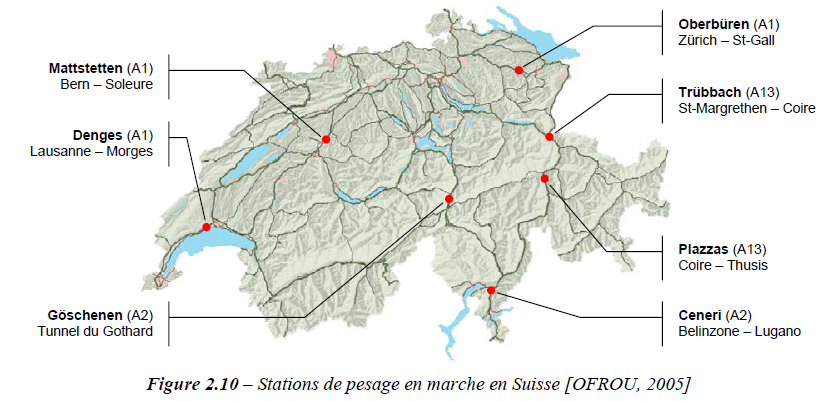 Oberbüren (A1)
Zürich – St-Gall
Mattstetten (A1)
Bern – Soleure
Trübbach (A13)
St-Margrethen – Coire
Denges (A1)
Lausanne – Morges
Plazzas (A13)
Coire – Thusis
Göschenen (A2)
Tunnel du Gothard
Ceneri (A2)
Belinzone – Lugano
Figure 2.10 – Stations de pesage en marche en Suisse [OFROU, 2005]